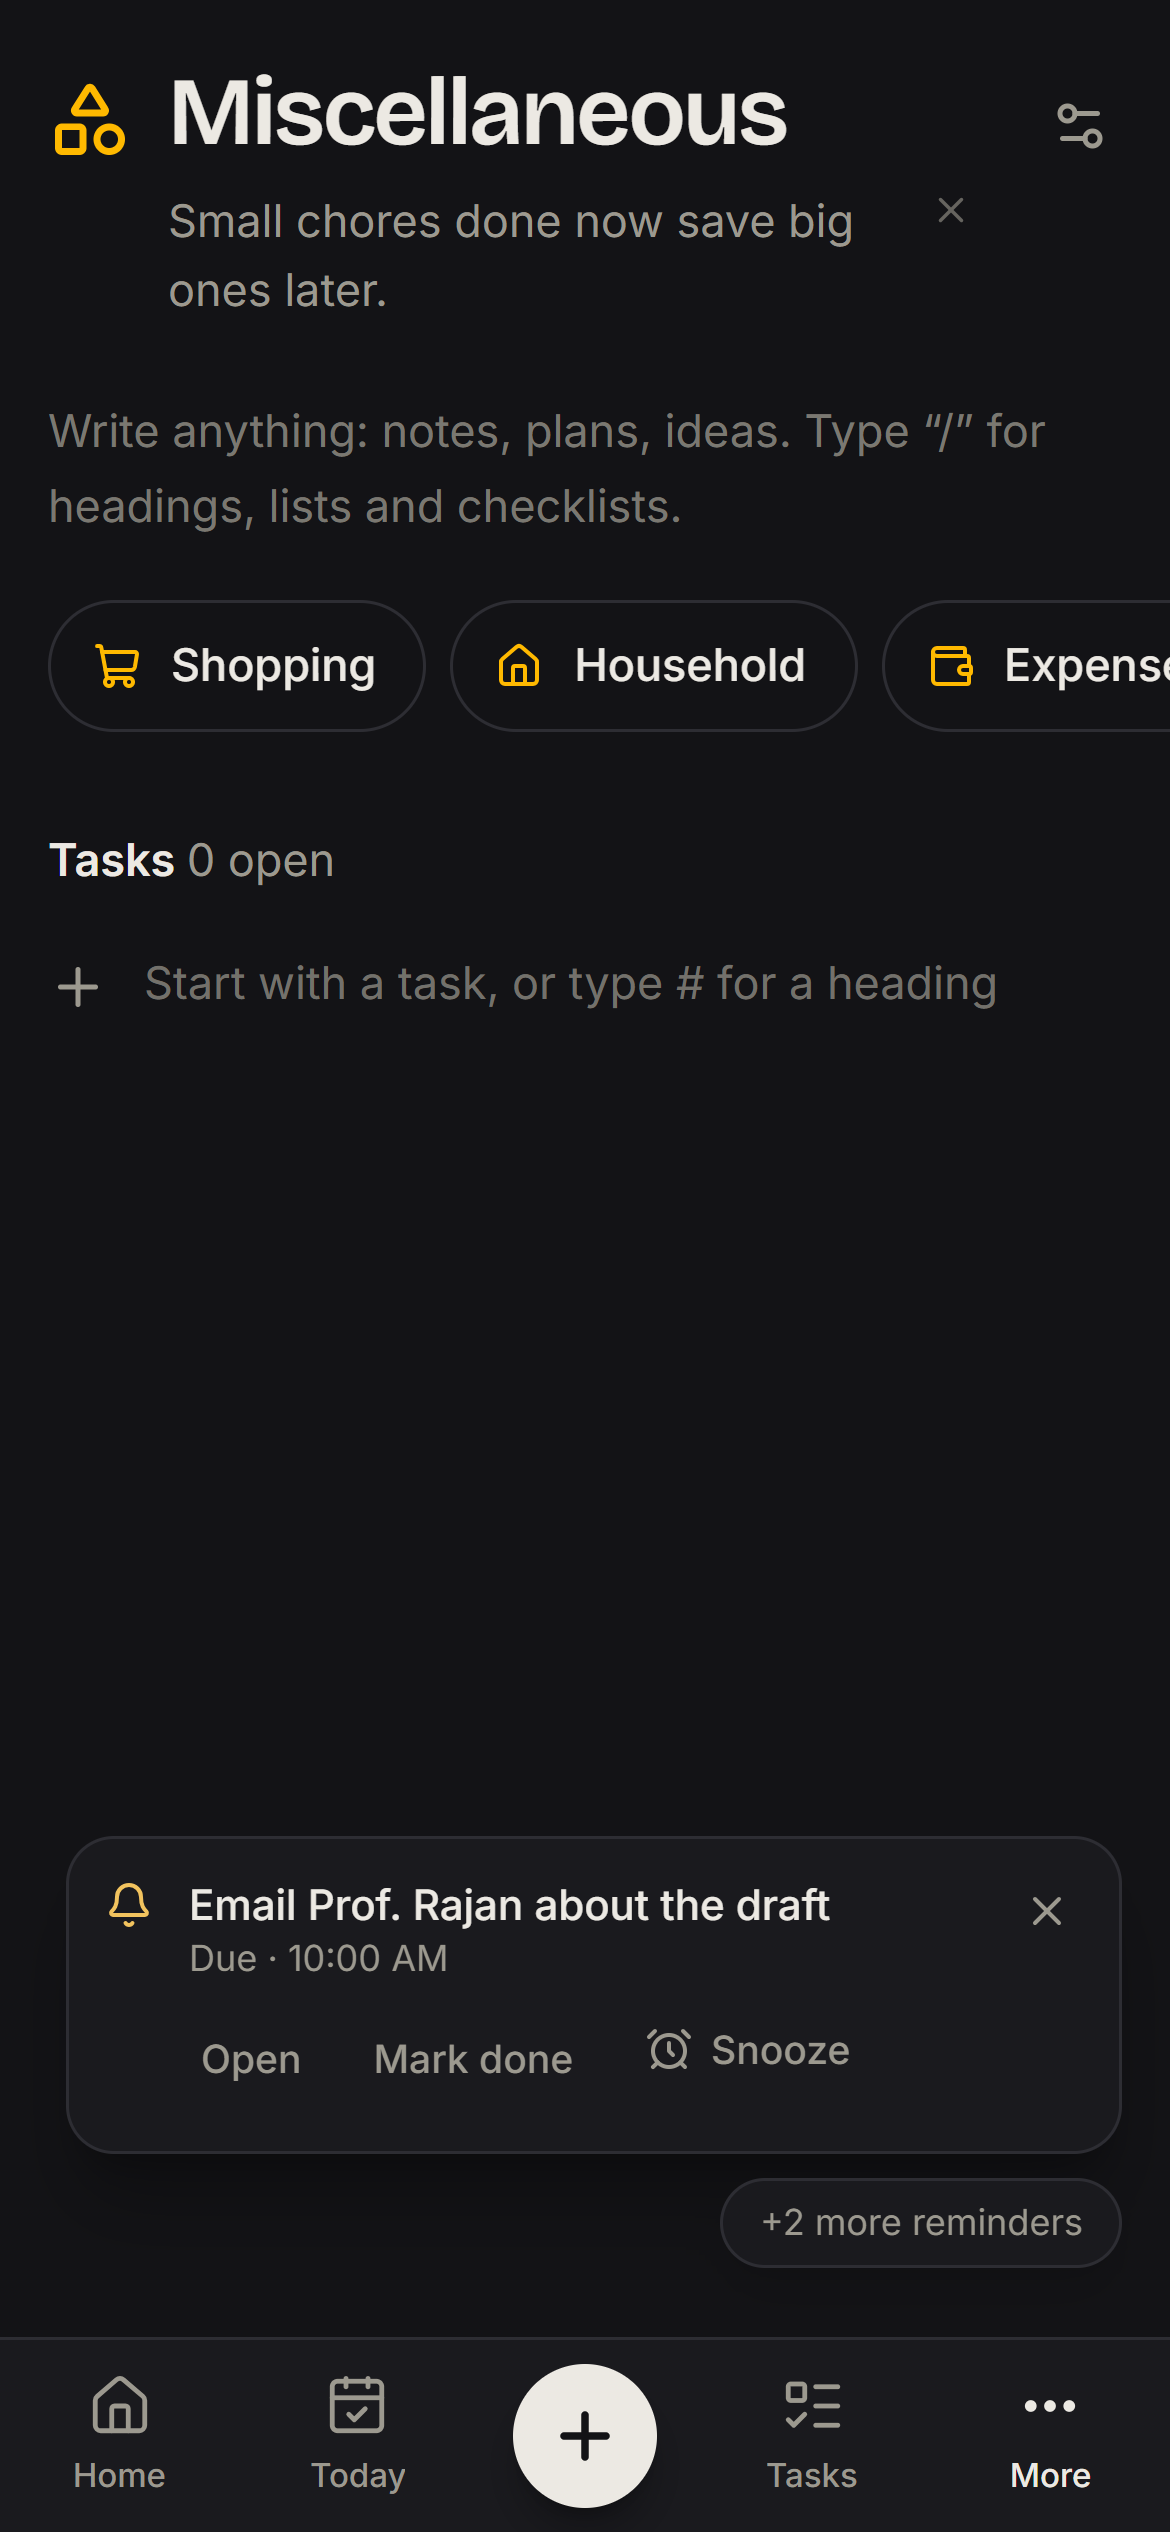 Miscellaneous
Small chores done now save big
ones later.
Write anything: notes, plans, ideas. Type “/” for
headings, lists and checklists.
Shopping
Household
Expense
Tasks 0 open
Start with a task, or type # for a heading
Email Prof. Rajan about the draft
Due · 10:00 AM
Open
Mark done
Snooze
+2 more reminders
Home
Today
Tasks
More